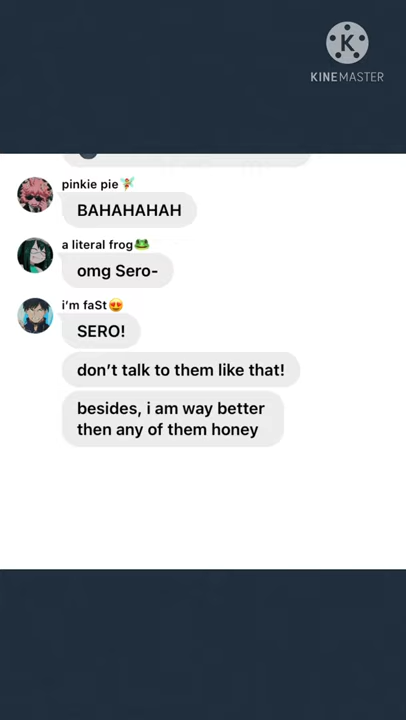 KINEMASTER
pinkie pie🧚
BAHAHAHAH
a literal frog🐸
omg Sero-
i'm faSt😍
SERO!
don't talk to them like that!
besides, i am way better
then any of them honey